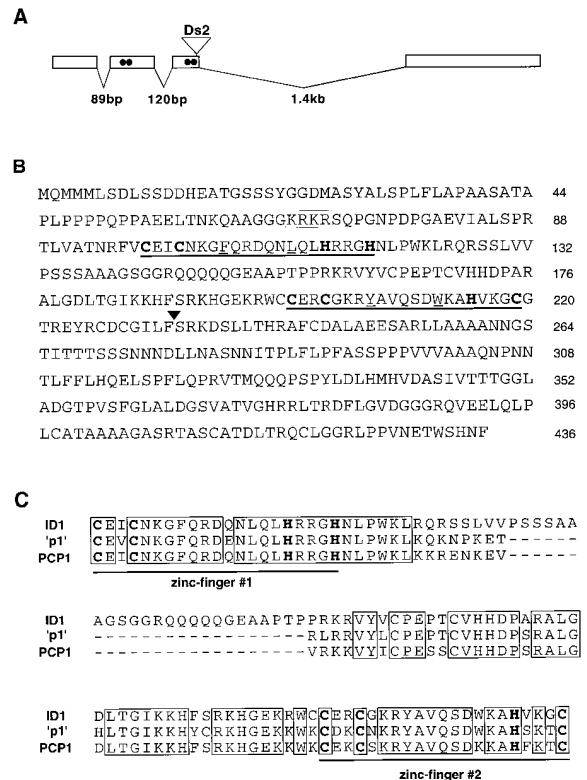 A
Ds2
89bp 120bp 1.4kb
B
MQMMMLSDLSSDDHEATGSSSYGGDMASYALSPLFLAPAASATA 44
PLPPPPQPPAEELTNKQAAGGGKRKRSQPGNPDPGAEVIALSPR 88
TLVATNRFVCEICNKGFQRDQNLQLHRRGHNLPWKLRQRSSLVV 132
PSSSAAAGSGGRQQQQQGEAAPTPPRKRVYVCPEPTCVHHDPAR 176
ALGDLTGIKKHFSRKHGEKRWCCERCGKRYAVQSDWKAHVKGCG 220
TREYRCDCGILFSRKDSLLTHRAFCDALAEESARLLAAAANNGS 264
TITTTSSSNNNDLLNASNNITPLFLPFASSPPPVVVAAAQNPNN 308
TLFFLHQELSPFLQPRVTMQQQPSPYLDLHMHVDASIVTTTGGL 352
ADGTPVSFGLALDGSVATVGHRRLTRDFLGVDGGGRQVEELQLP 396
LCATAAAAGASRTASCATDLTRQCLGGRLPPVNETWSHNF 436
C
ID1 CEICNKGFQRDQNLQLHRRGHNLPWKLRQRSSLVVPSSSAA
'p1' CEVCNKGFQRDENLQLHRRGHNLPWKLKQKNPKET------
PCP1 CEICNKGFQRDQNLQLHRRGHNLPWKLKKRENKEV------
zinc-finger #1
ID1 AGSGGRQQQQQGEAAPTPPRKRVYVCPEPTCVHHDPARALG
'p1' ------------------RLRRVYLCPEPTCVHHDPSRALG
PCP1 ------------------VRKKVYICPESSCVHHDPSRALG
ID1 DLTGIKKHFSRKHGEKRWCCERCGKRYAVQSDWKAHVKGC
'p1' DLTGIKKHYCRKHGEKKWKCDKCNKRYAVQSDWKAHSKTC
PCP1 DLTGIKKHFSRKHGEKKWKCEKCSKRYAVQSDWKAHFKTC
zinc-finger #2